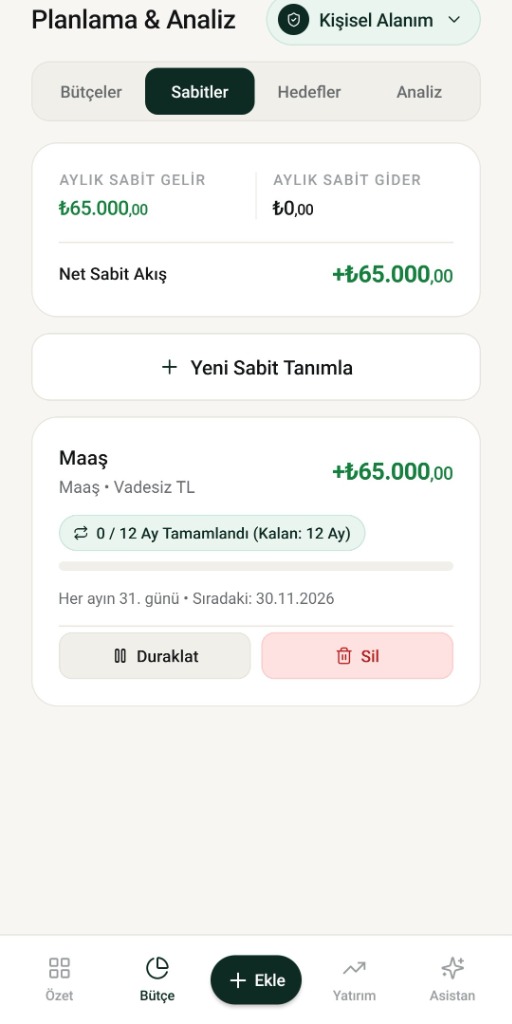 Planlama & Analiz
Kişisel Alanım
Bütçeler
Sabitler
Hedefler
Analiz
AYLIK SABİT GELİR
AYLIK SABİT GİDER
₺65.000,00
₺0,00
Net Sabit Akış
+₺65.000,00
+ Yeni Sabit Tanımla
Maaş
+₺65.000,00
Maaş • Vadesiz TL
0 / 12 Ay Tamamlandı (Kalan: 12 Ay)
Her ayın 31. günü • Sıradaki: 30.11.2026
Duraklat
Sil
Özet
Bütçe
+ Ekle
Yatırım
Asistan